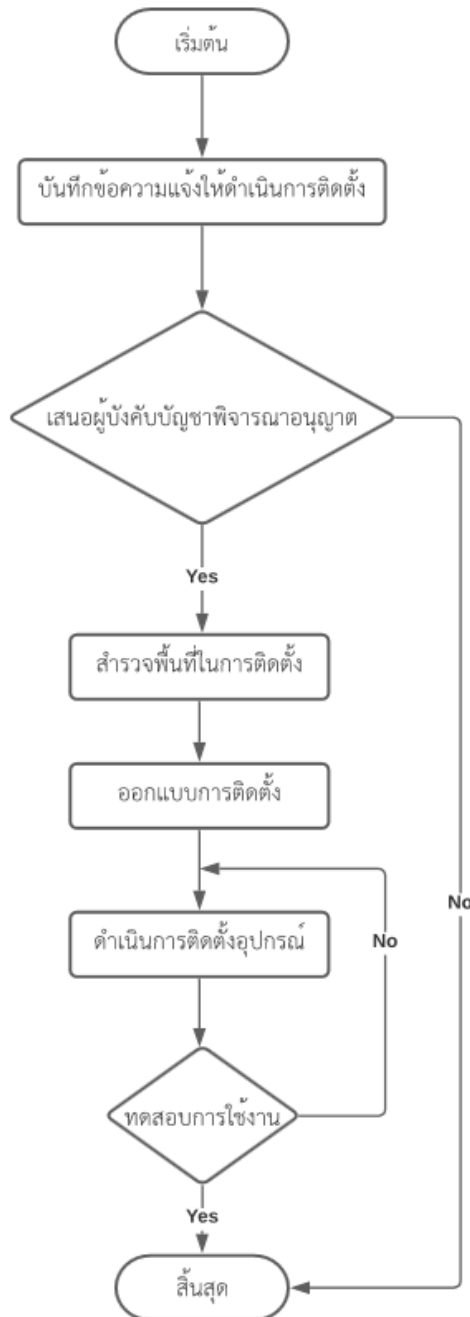 เริ่มต้น
บันทึกข้อความแจ้งให้ดำเนินการติดตั้ง
เสนอผู้บังคับบัญชาพิจารณาอนุญาต
Yes
สำรวจพื้นที่ในการติดตั้ง
ออกแบบการติดตั้ง
No
ดำเนินการติดตั้งอุปกรณ์
No
ทดสอบการใช้งาน
Yes
สิ้นสุด